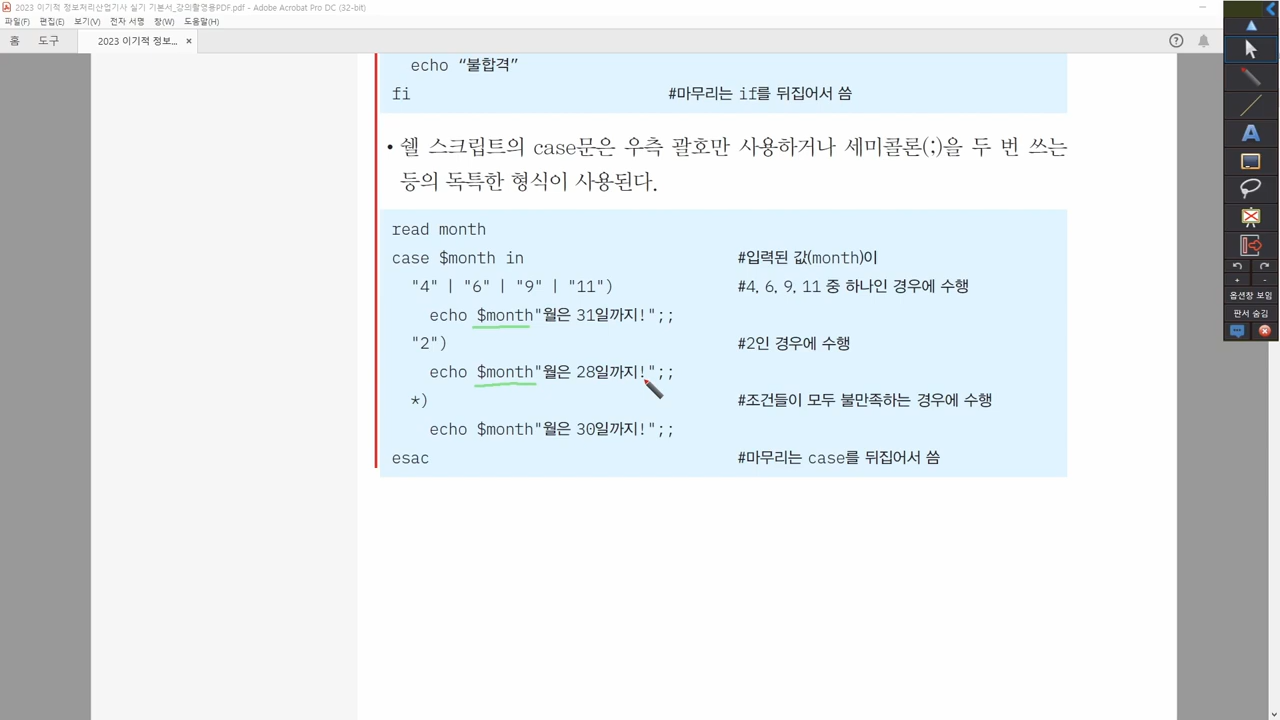 2023 이기적 정보처리산업기사 실기 기본서_강의촬영용PDF.pdf - Adobe Acrobat Pro DC (32-bit)
파일(F) 편집(E) 보기(V) 전자 서명 창(W) 도움말(H)
홈 도구 2023 이기적 정보... ×
echo “불합격”
fi #마무리는 if를 뒤집어서 씀
• 쉘 스크립트의 case문은 우측 괄호만 사용하거나 세미콜론(;)을 두 번 쓰는
등의 독특한 형식이 사용된다.
read month
case $month in #입력된 값(month)이
"4" | "6" | "9" | "11") #4, 6, 9, 11 중 하나인 경우에 수행
echo $month"월은 31일까지!";;
"2") #2인 경우에 수행
echo $month"월은 28일까지!";;
*) #조건들이 모두 불만족하는 경우에 수행
echo $month"월은 30일까지!";;
esac #마무리는 case를 뒤집어서 씀
A
+ -
옵션창 보임
판서 숨김